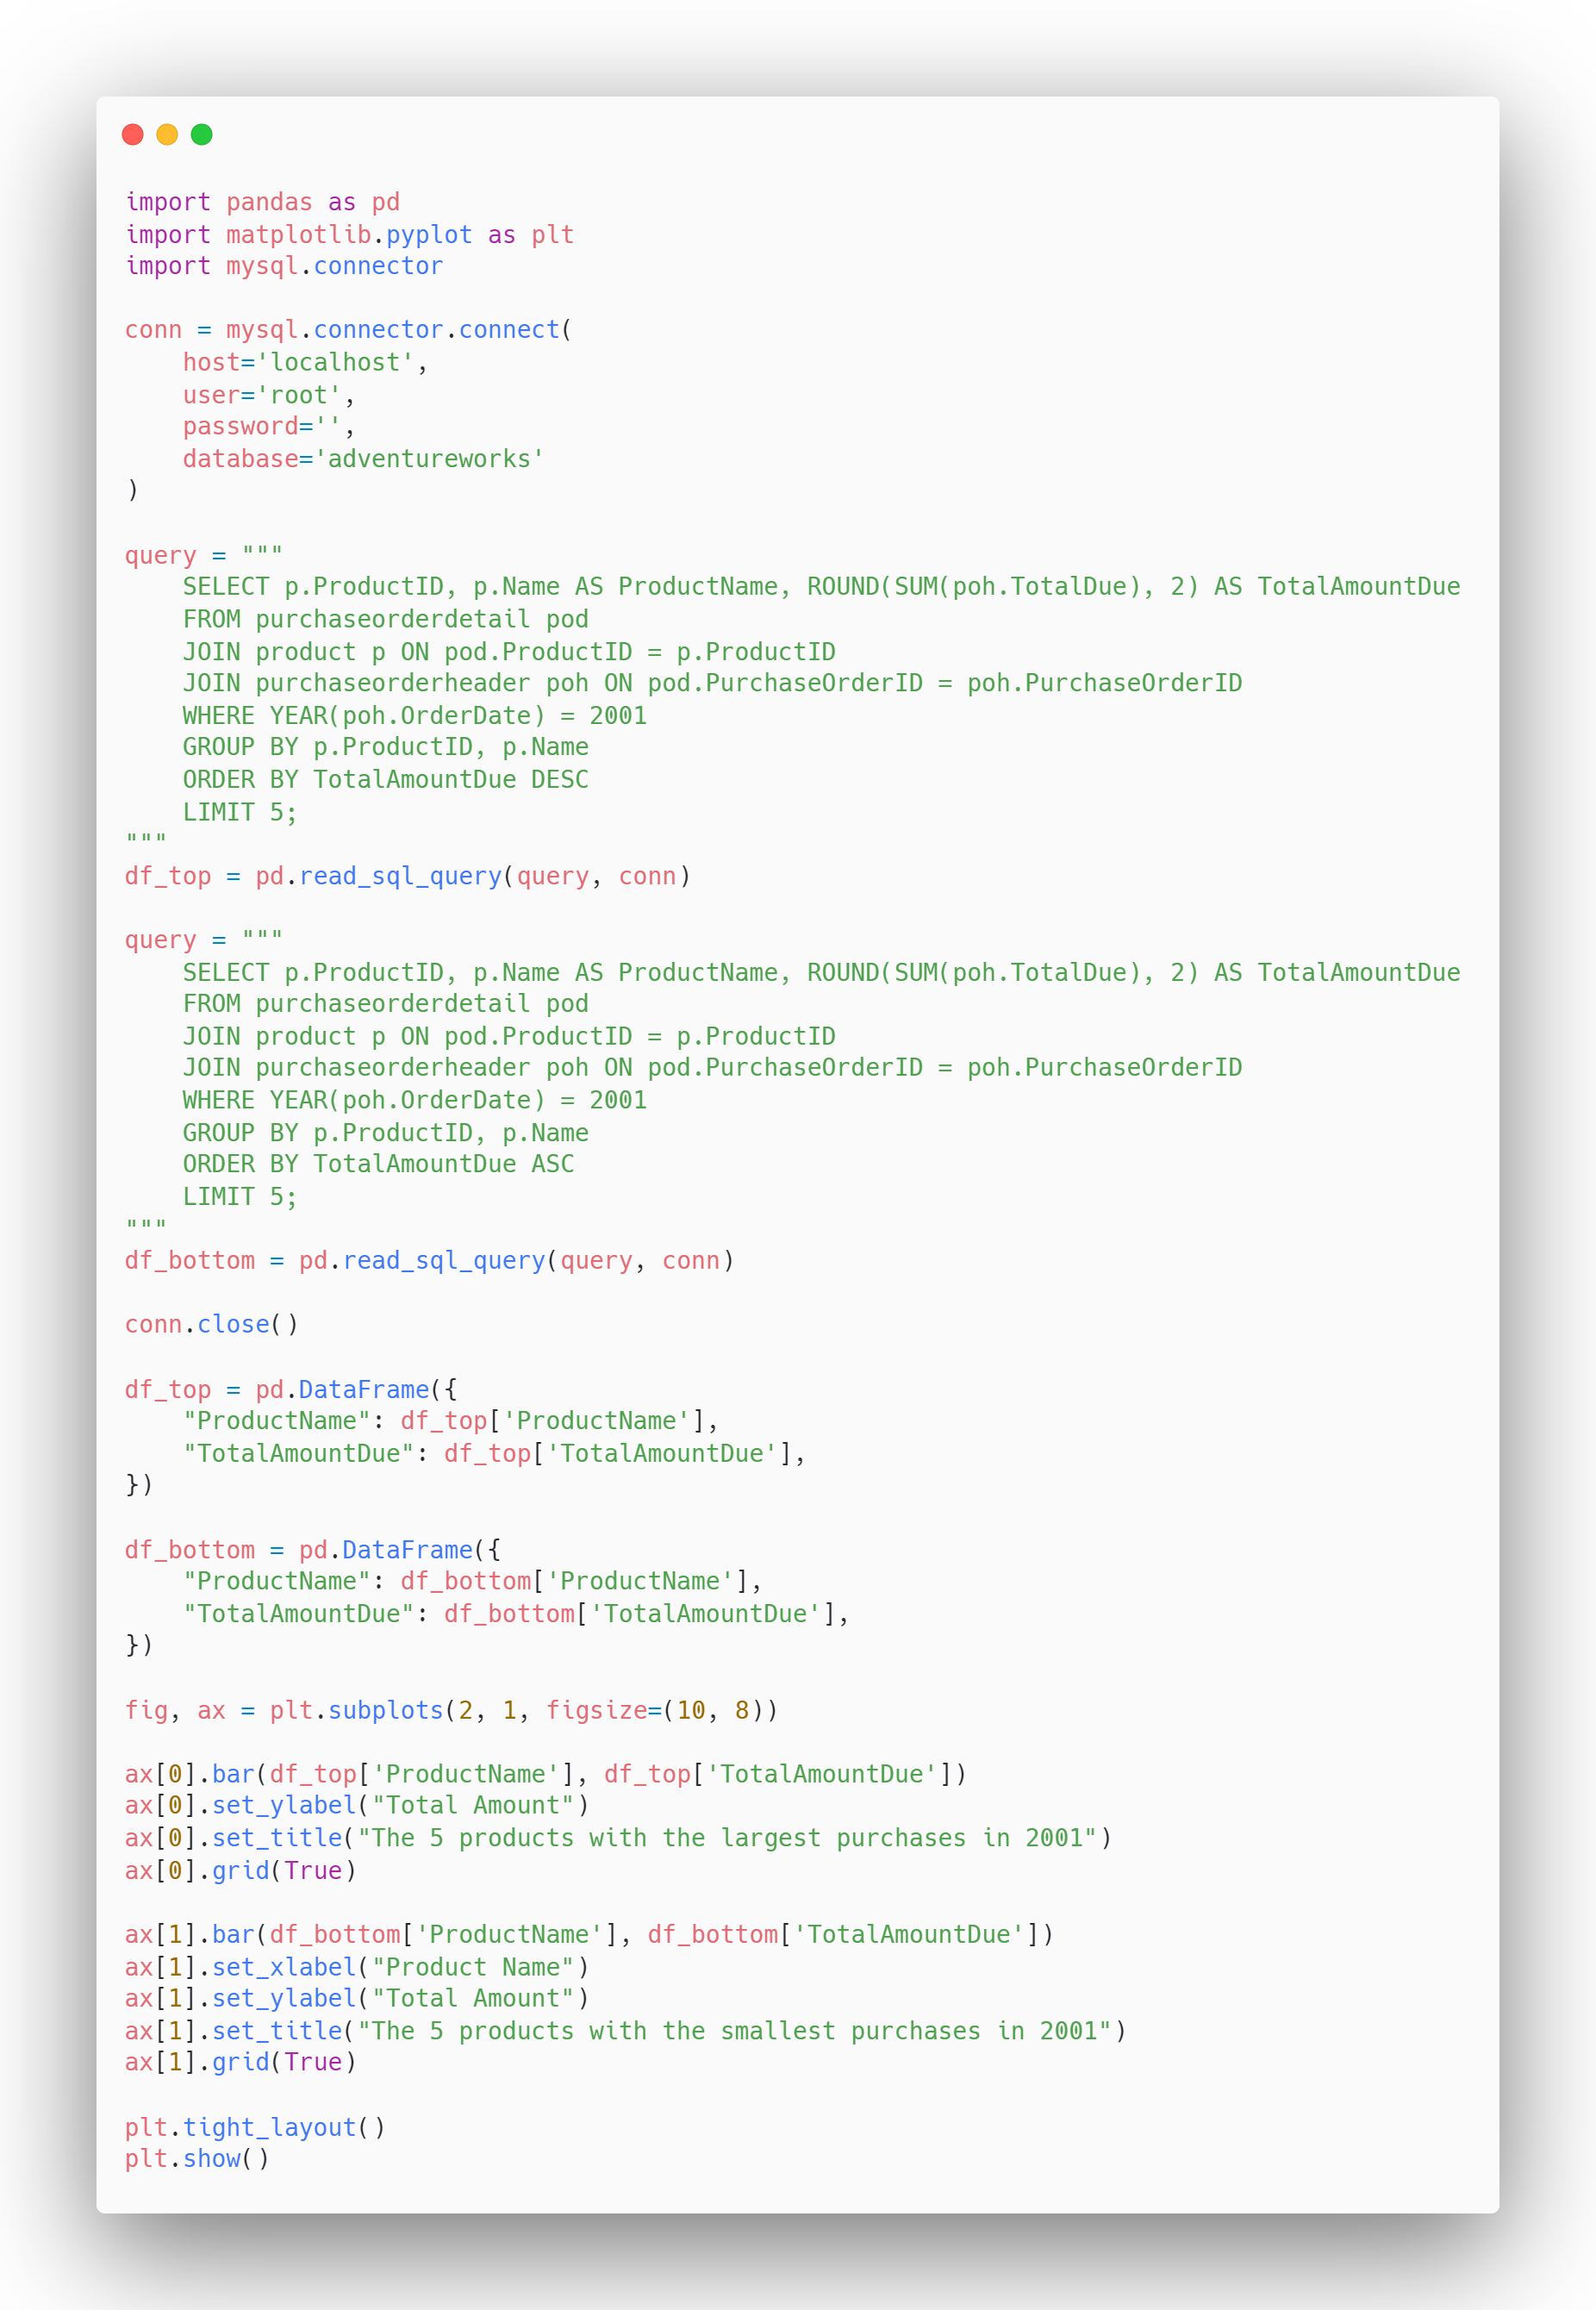 import pandas as pd
import matplotlib.pyplot as plt
import mysql.connector

conn = mysql.connector.connect(
    host='localhost',
    user='root',
    password='',
    database='adventureworks'
)

query = """
    SELECT p.ProductID, p.Name AS ProductName, ROUND(SUM(poh.TotalDue), 2) AS TotalAmountDue
    FROM purchaseorderdetail pod
    JOIN product p ON pod.ProductID = p.ProductID
    JOIN purchaseorderheader poh ON pod.PurchaseOrderID = poh.PurchaseOrderID
    WHERE YEAR(poh.OrderDate) = 2001
    GROUP BY p.ProductID, p.Name
    ORDER BY TotalAmountDue DESC
    LIMIT 5;
"""
df_top = pd.read_sql_query(query, conn)

query = """
    SELECT p.ProductID, p.Name AS ProductName, ROUND(SUM(poh.TotalDue), 2) AS TotalAmountDue
    FROM purchaseorderdetail pod
    JOIN product p ON pod.ProductID = p.ProductID
    JOIN purchaseorderheader poh ON pod.PurchaseOrderID = poh.PurchaseOrderID
    WHERE YEAR(poh.OrderDate) = 2001
    GROUP BY p.ProductID, p.Name
    ORDER BY TotalAmountDue ASC
    LIMIT 5;
"""
df_bottom = pd.read_sql_query(query, conn)

conn.close()

df_top = pd.DataFrame({
    "ProductName": df_top['ProductName'],
    "TotalAmountDue": df_top['TotalAmountDue'],
})

df_bottom = pd.DataFrame({
    "ProductName": df_bottom['ProductName'],
    "TotalAmountDue": df_bottom['TotalAmountDue'],
})

fig, ax = plt.subplots(2, 1, figsize=(10, 8))

ax[0].bar(df_top['ProductName'], df_top['TotalAmountDue'])
ax[0].set_ylabel("Total Amount")
ax[0].set_title("The 5 products with the largest purchases in 2001")
ax[0].grid(True)

ax[1].bar(df_bottom['ProductName'], df_bottom['TotalAmountDue'])
ax[1].set_xlabel("Product Name")
ax[1].set_ylabel("Total Amount")
ax[1].set_title("The 5 products with the smallest purchases in 2001")
ax[1].grid(True)

plt.tight_layout()
plt.show()